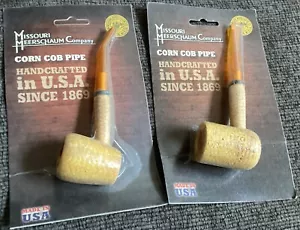 MISSOURI
MEERSCHAUM Company
CORN COB PIPE
HANDCRAFTED
in U.S.A.
SINCE 1869
MADE IN
USA
MISSOURI
MEERSCHAUM Company
CORN COB PIPE
HANDCRAFTED
in U.S.A.
SINCE 1869
MADE IN
USA